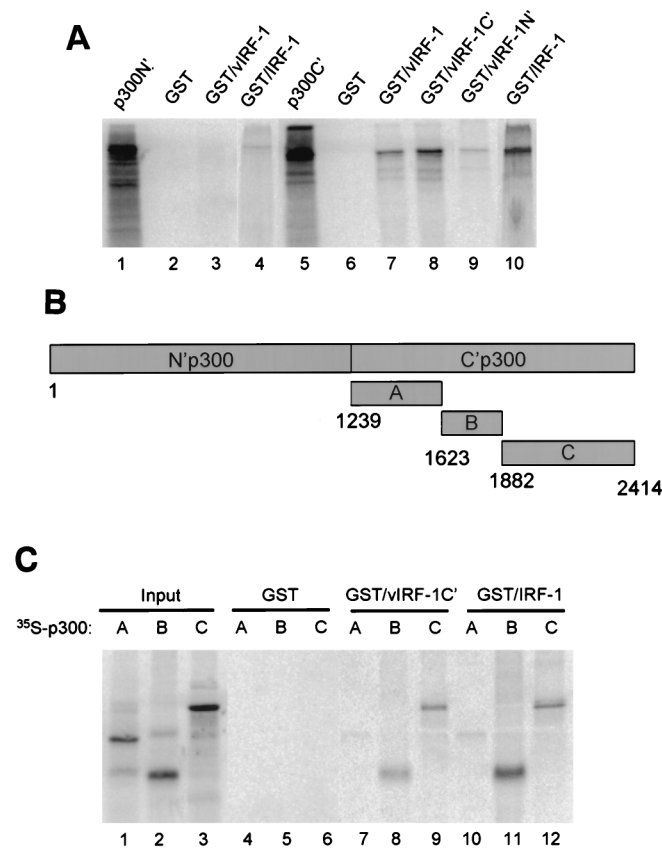 A
p300N'. GST GST/vIRF-1 GST/IRF-1 p300C' GST GST/vIRF-1 GST/vIRF-1C' GST/vIRF-1N' GST/IRF-1
1 2 3 4 5 6 7 8 9 10
B
N'p300 C'p300
1
A
1239
B
1623
C
1882
2414
C
Input GST GST/vIRF-1C' GST/IRF-1
³⁵S-p300: A B C A B C A B C A B C
1 2 3 4 5 6 7 8 9 10 11 12